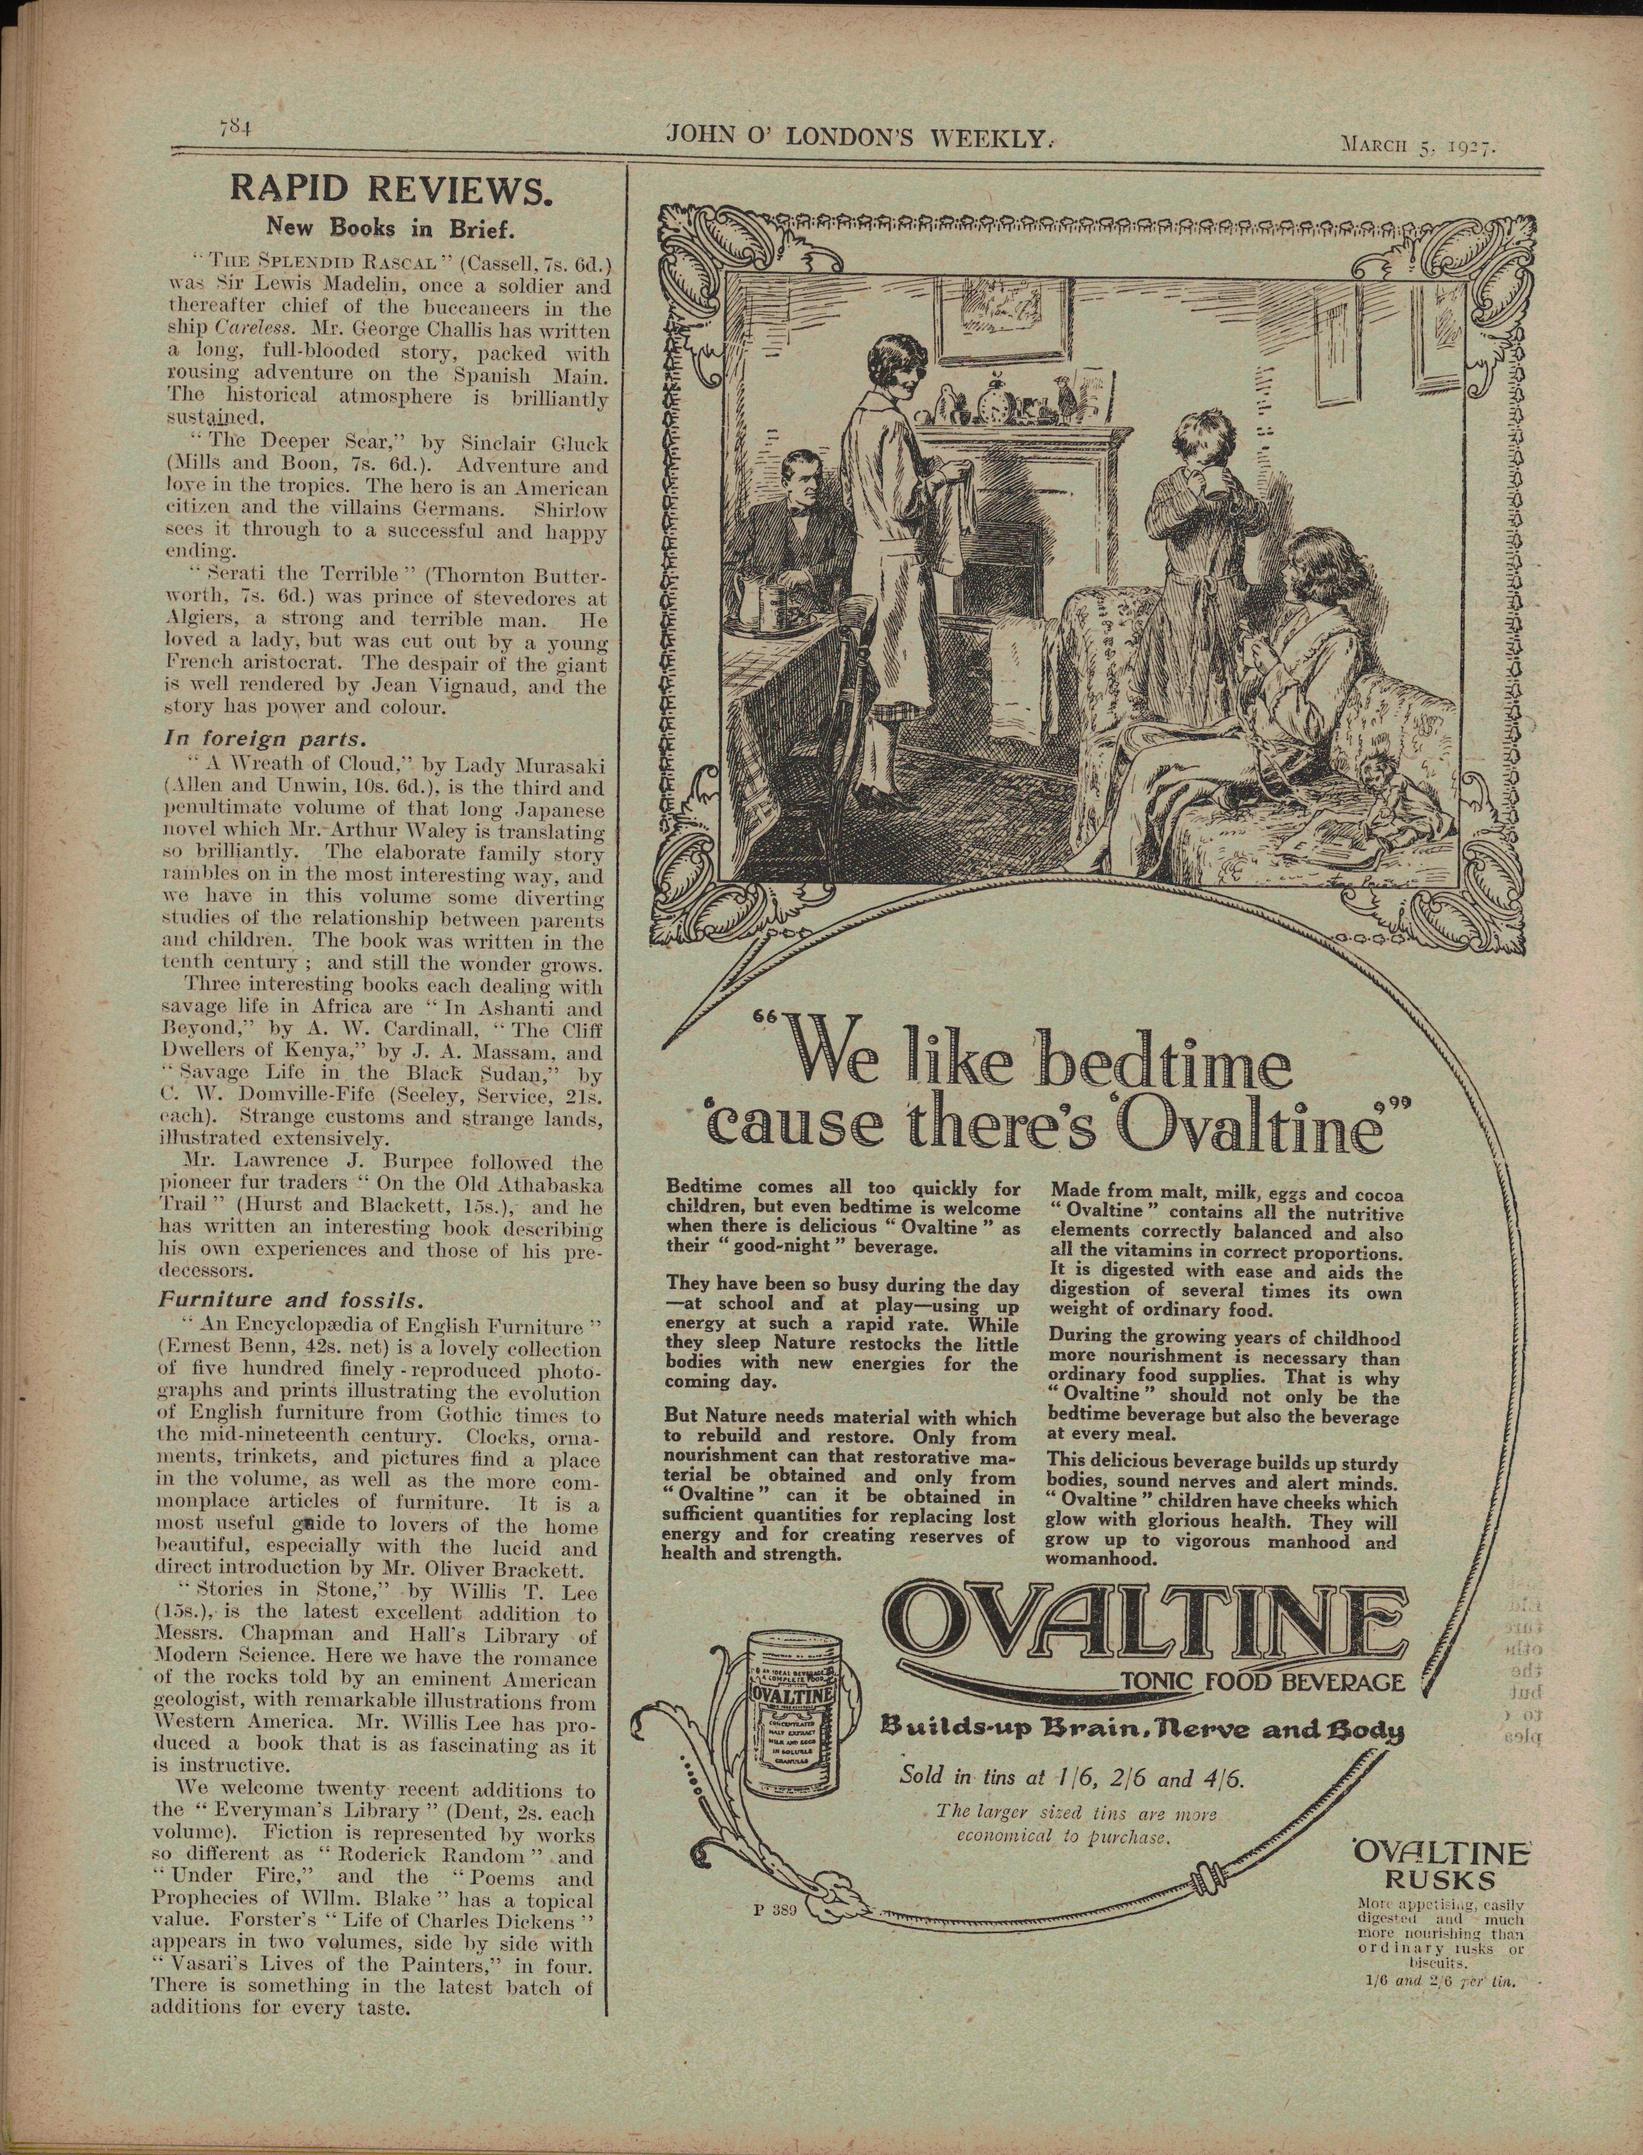 784
JOHN O' LONDON'S WEEKLY.
MARCH 5, 1927.
RAPID REVIEWS.
New Books in Brief.
"THE SPLENDID RASCAL" (Cassell, 7s. 6d.)
was Sir Lewis Madelin, once a soldier and
thereafter chief of the buccaneers in the
ship Careless. Mr. George Challis has written
a long, full-blooded story, packed with
rousing adventure on the Spanish Main.
The historical atmosphere is brilliantly
sustained.
"The Deeper Scar," by Sinclair Gluck
(Mills and Boon, 7s. 6d.). Adventure and
love in the tropics. The hero is an American
citizen and the villains Germans. Shirlow
sees it through to a successful and happy
ending.
"Serati the Terrible" (Thornton Butter-
worth, 7s. 6d.) was prince of stevedores at
Algiers, a strong and terrible man. He
loved a lady, but was cut out by a young
French aristocrat. The despair of the giant
is well rendered by Jean Vignaud, and the
story has power and colour.
In foreign parts.
"A Wreath of Cloud," by Lady Murasaki
(Allen and Unwin, 10s. 6d.), is the third and
penultimate volume of that long Japanese
novel which Mr. Arthur Waley is translating
so brilliantly. The elaborate family story
rambles on in the most interesting way, and
we have in this volume some diverting
studies of the relationship between parents
and children. The book was written in the
tenth century; and still the wonder grows.
Three interesting books each dealing with
savage life in Africa are "In Ashanti and
Beyond," by A. W. Cardinall, "The Cliff
Dwellers of Kenya," by J. A. Massam, and
"Savage Life in the Black Sudan," by
C. W. Domville-Fife (Seeley, Service, 21s.
each). Strange customs and strange lands,
illustrated extensively.
Mr. Lawrence J. Burpee followed the
pioneer fur traders "On the Old Athabaska
Trail" (Hurst and Blackett, 15s.), and he
has written an interesting book describing
his own experiences and those of his pre-
decessors.
Furniture and fossils.
"An Encyclopædia of English Furniture"
(Ernest Benn, 42s. net) is a lovely collection
of five hundred finely-reproduced photo-
graphs and prints illustrating the evolution
of English furniture from Gothic times to
the mid-nineteenth century. Clocks, orna-
ments, trinkets, and pictures find a place
in the volume, as well as the more com-
monplace articles of furniture. It is a
most useful guide to lovers of the home
beautiful, especially with the lucid and
direct introduction by Mr. Oliver Brackett.
"Stories in Stone," by Willis T. Lee
(15s.), is the latest excellent addition to
Messrs. Chapman and Hall's Library of
Modern Science. Here we have the romance
of the rocks told by an eminent American
geologist, with remarkable illustrations from
Western America. Mr. Willis Lee has pro-
duced a book that is as fascinating as it
is instructive.
We welcome twenty recent additions to
the "Everyman's Library" (Dent, 2s. each
volume). Fiction is represented by works
so different as "Roderick Random" and
"Under Fire," and the "Poems and
Prophecies of Wllm. Blake" has a topical
value. Forster's "Life of Charles Dickens"
appears in two volumes, side by side with
"Vasari's Lives of the Painters," in four.
There is something in the latest batch of
additions for every taste.
"We like bedtime
'cause there's 'Ovaltine'"
Bedtime comes all too quickly for
children, but even bedtime is welcome
when there is delicious "Ovaltine" as
their "good-night" beverage.
They have been so busy during the day
—at school and at play—using up
energy at such a rapid rate. While
they sleep Nature restocks the little
bodies with new energies for the
coming day.
But Nature needs material with which
to rebuild and restore. Only from
nourishment can that restorative ma-
terial be obtained and only from
"Ovaltine" can it be obtained in
sufficient quantities for replacing lost
energy and for creating reserves of
health and strength.
Made from malt, milk, eggs and cocoa
"Ovaltine" contains all the nutritive
elements correctly balanced and also
all the vitamins in correct proportions.
It is digested with ease and aids the
digestion of several times its own
weight of ordinary food.
During the growing years of childhood
more nourishment is necessary than
ordinary food supplies. That is why
"Ovaltine" should not only be the
bedtime beverage but also the beverage
at every meal.
This delicious beverage builds up sturdy
bodies, sound nerves and alert minds.
"Ovaltine" children have cheeks which
glow with glorious health. They will
grow up to vigorous manhood and
womanhood.
OVALTINE
TONIC FOOD BEVERAGE
Builds-up Brain, Nerve and Body
Sold in tins at 1/6, 2/6 and 4/6.
The larger sized tins are more
economical to purchase.
AN IDEAL BEVERAGE
A COMPLETE FOOD
OVALTINE
CONCENTRATED
MALT EXTRACT
MILK AND EGGS
IN SOLUBLE
GRANULES
P 389
'OVALTINE'
RUSKS
More appetising, easily
digested and much
more nourishing than
ordinary rusks or
biscuits.
1/6 and 2/6 per tin.